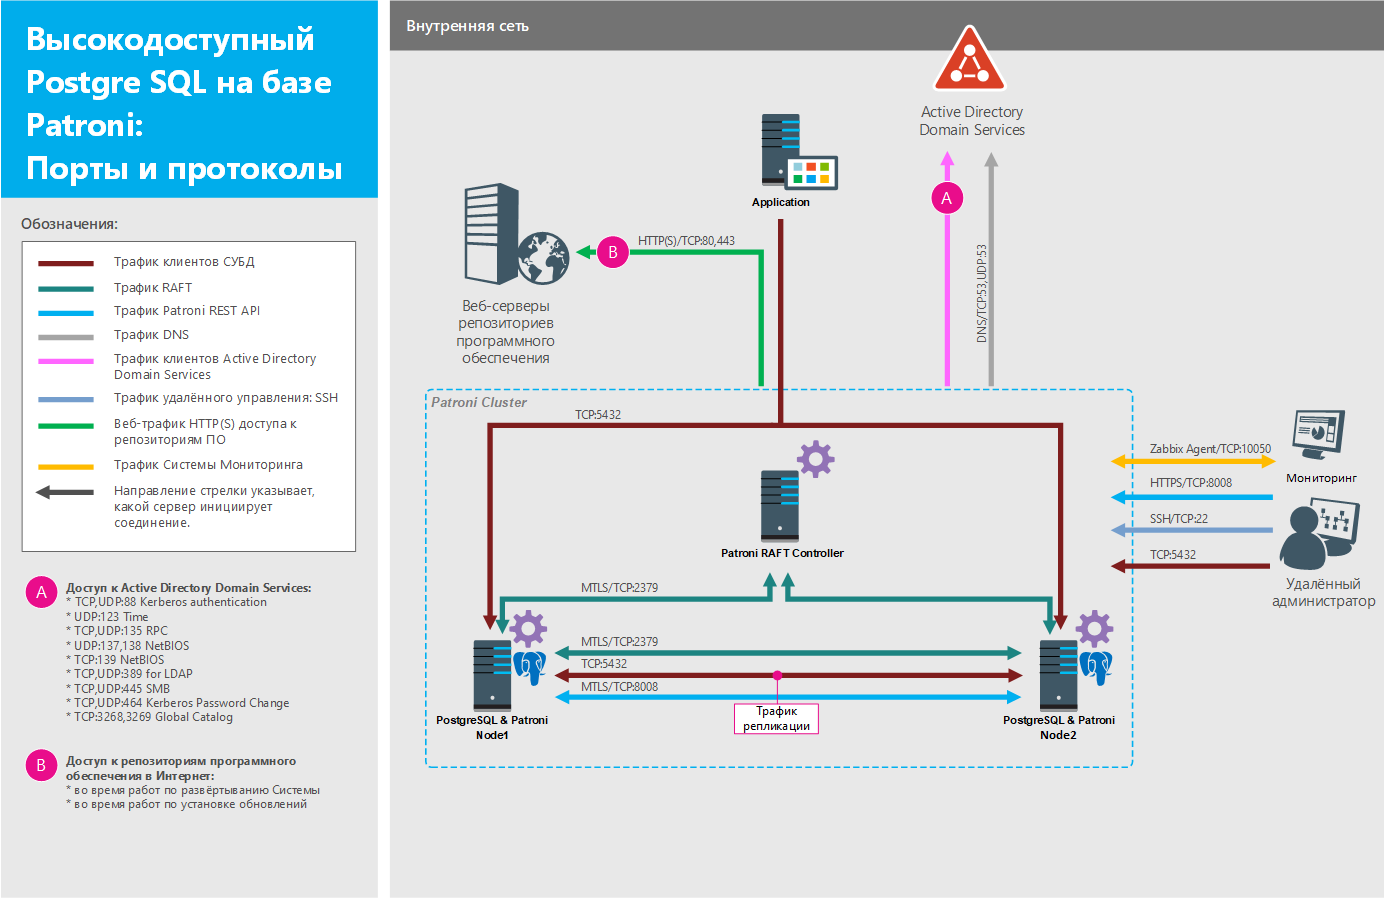 Высокодоступный
Postgre SQL на базе
Patroni:
Порты и протоколы
Обозначения:
Трафик клиентов СУБД
Трафик RAFT
Трафик Patroni REST API
Трафик DNS
Трафик клиентов Active Directory
Domain Services
Трафик удалённого управления: SSH
Веб-трафик HTTP(S) доступа к
репозиториям ПО
Трафик Системы Мониторинга
Направление стрелки указывает,
какой сервер инициирует
соединение.
A
Доступ к Active Directory Domain Services:
* TCP,UDP:88 Kerberos authentication
* UDP:123 Time
* TCP,UDP:135 RPC
* UDP:137,138 NetBIOS
* TCP:139 NetBIOS
* TCP,UDP:389 for LDAP
* TCP,UDP:445 SMB
* TCP,UDP:464 Kerberos Password Change
* TCP:3268,3269 Global Catalog
B
Доступ к репозиториям программного
обеспечения в Интернет:
* во время работ по развёртыванию Системы
* во время работ по установке обновлений
Внутренняя сеть
Active Directory
Domain Services
Application
A
B
HTTP(S)/TCP:80,443
DNS/TCP:53,UDP:53
Веб-серверы
репозиториев
программного
обеспечения
Patroni Cluster
TCP:5432
Zabbix Agent/TCP:10050
HTTPS/TCP:8008
SSH/TCP:22
TCP:5432
Мониторинг
Удалённый
администратор
Patroni RAFT Controller
MTLS/TCP:2379
MTLS/TCP:2379
TCP:5432
MTLS/TCP:8008
Трафик
репликации
PostgreSQL & Patroni
Node1
PostgreSQL & Patroni
Node2